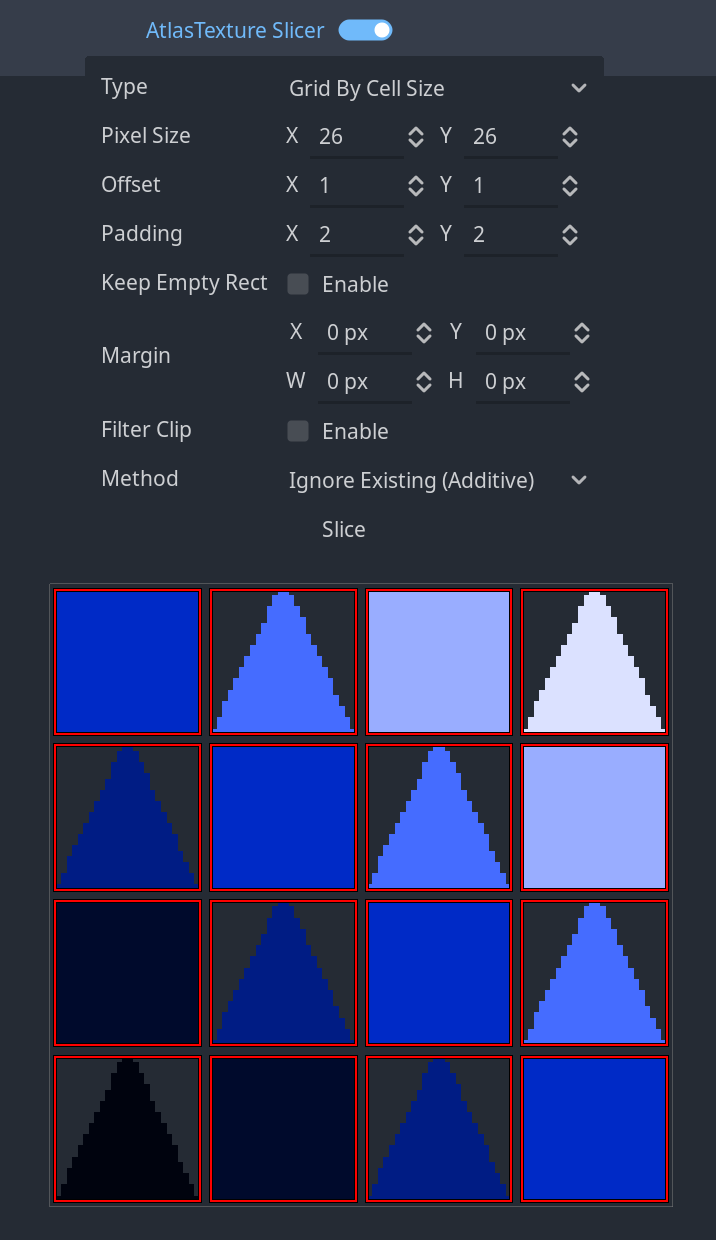 AtlasTexture Slicer
Type Grid By Cell Size
Pixel Size X 26 Y 26
Offset X 1 Y 1
Padding X 2 Y 2
Keep Empty Rect Enable
X 0 px Y 0 px
Margin
W 0 px H 0 px
Filter Clip Enable
Method Ignore Existing (Additive)
Slice